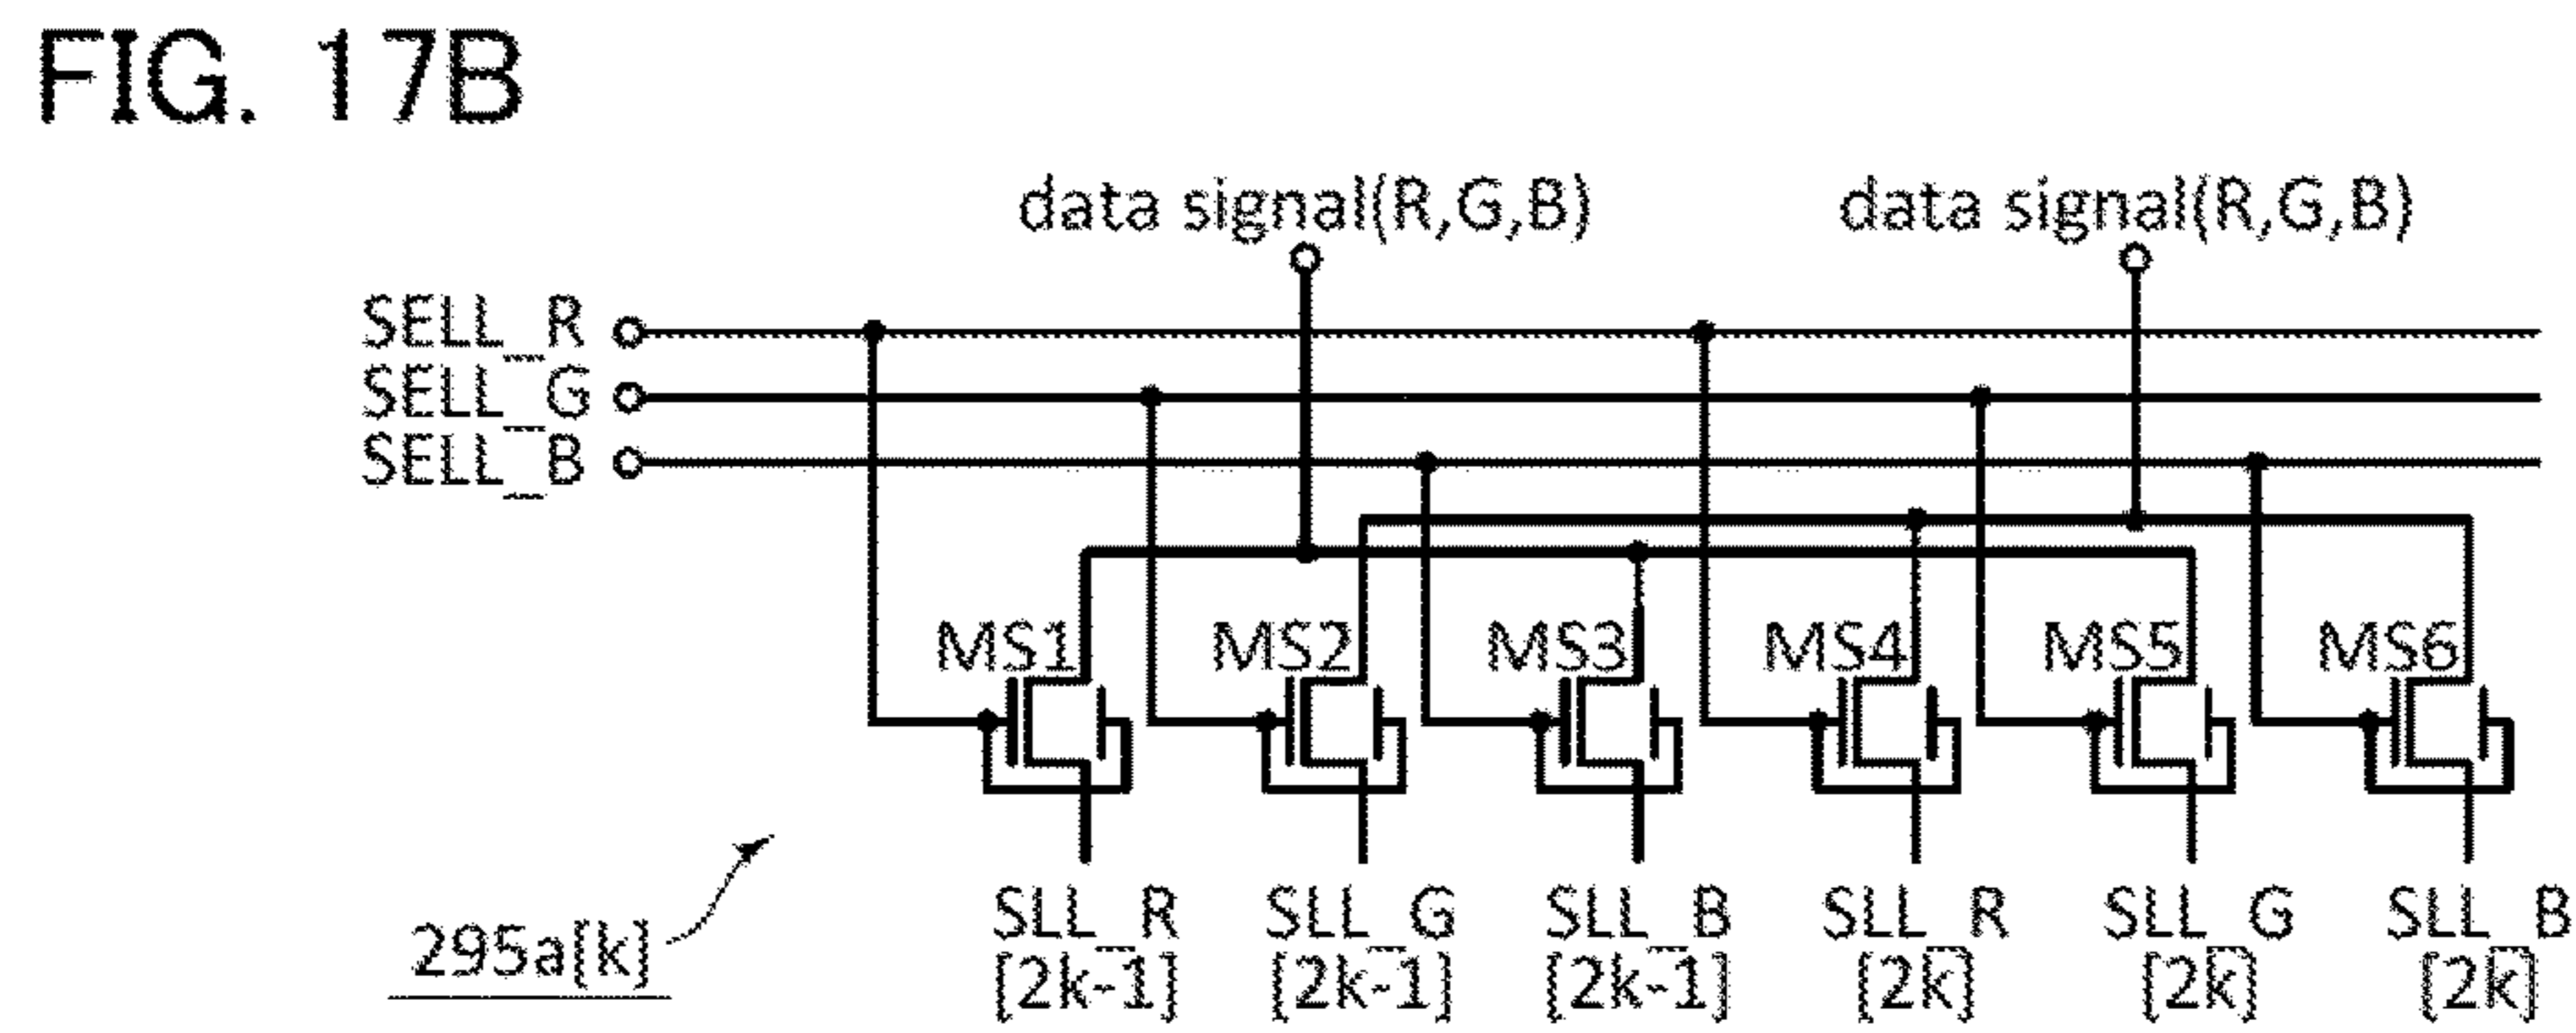 FIG. 17B
data signal(R,G,B) data signal(R,G,B)
SELL_R
SELL_G
SELL_B
MS1 MS2 MS3 MS4 MS5 MS6
SLL_R SLL_G SLL_B SLL_R SLL_G SLL_B
[2k-1] [2k-1] [2k-1] [2k] [2k] [2k]
295a[k]